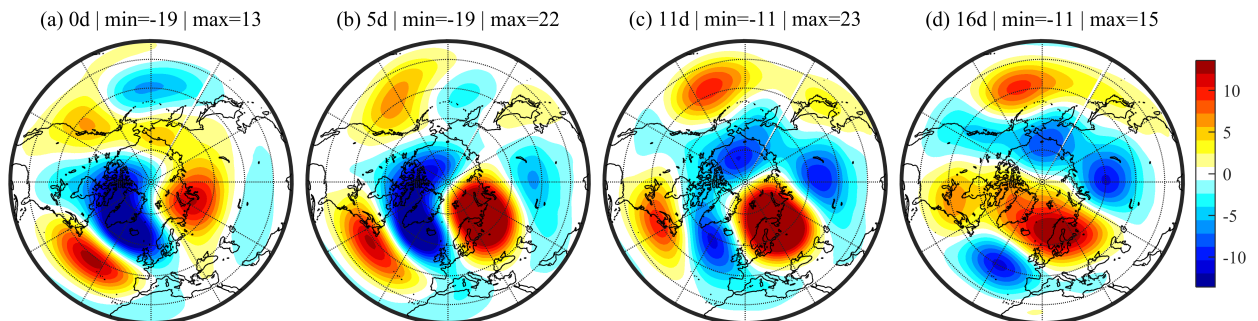 (a) 0d | min=-19 | max=13
(b) 5d | min=-19 | max=22
(c) 11d | min=-11 | max=23
(d) 16d | min=-11 | max=15
10
5
0
-5
-10